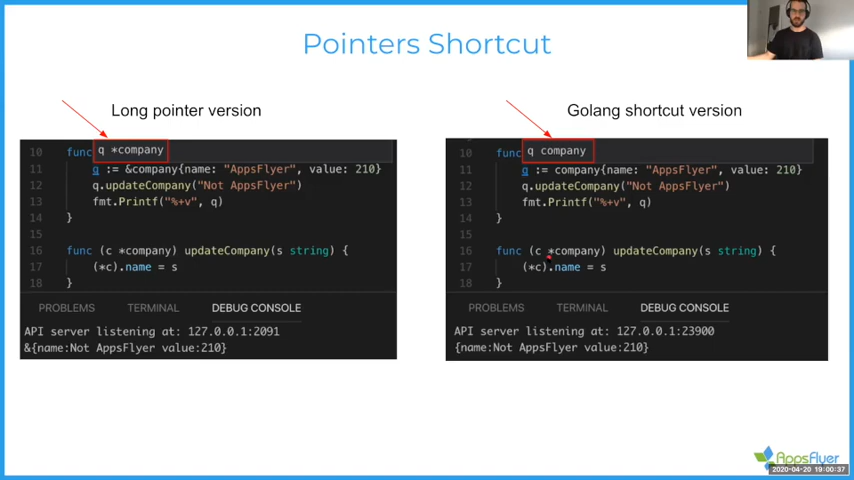 Pointers Shortcut
Long pointer version
q *company
10 func
11 q := &company{name: "AppsFlyer", value: 210}
12 q.updateCompany("Not AppsFlyer")
13 fmt.Printf("%+v", q)
14 }
15
16 func (c *company) updateCompany(s string) {
17 (*c).name = s
18 }
PROBLEMS TERMINAL DEBUG CONSOLE
API server listening at: 127.0.0.1:2091
&{name:Not AppsFlyer value:210}
Golang shortcut version
q company
10 func
11 q := company{name: "AppsFlyer", value: 210}
12 q.updateCompany("Not AppsFlyer")
13 fmt.Printf("%+v", q)
14 }
15
16 func (c *company) updateCompany(s string) {
17 (*c).name = s
18 }
PROBLEMS TERMINAL DEBUG CONSOLE
API server listening at: 127.0.0.1:23900
{name:Not AppsFlyer value:210}
AppsFlyer
2020-04-20 19:00:37